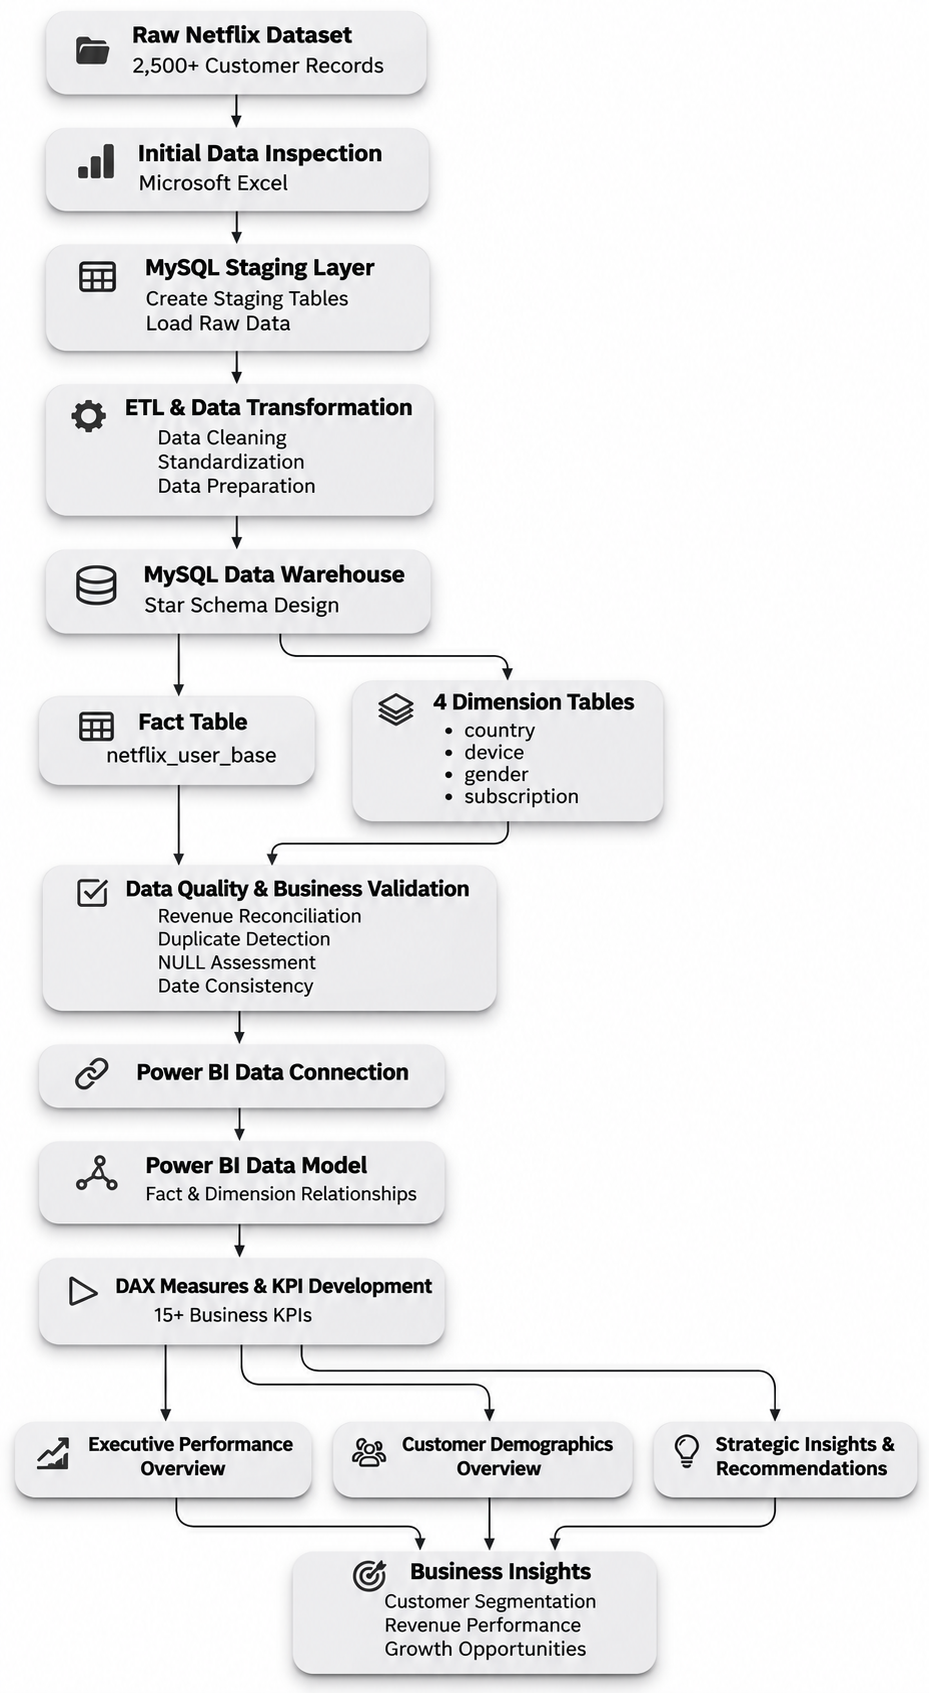 Raw Netflix Dataset
2,500+ Customer Records
Initial Data Inspection
Microsoft Excel
MySQL Staging Layer
Create Staging Tables
Load Raw Data
ETL & Data Transformation
Data Cleaning
Standardization
Data Preparation
MySQL Data Warehouse
Star Schema Design
Fact Table
netflix_user_base
4 Dimension Tables
• country
• device
• gender
• subscription
Data Quality & Business Validation
Revenue Reconciliation
Duplicate Detection
NULL Assessment
Date Consistency
Power BI Data Connection
Power BI Data Model
Fact & Dimension Relationships
DAX Measures & KPI Development
15+ Business KPIs
Executive Performance
Overview
Customer Demographics
Overview
Strategic Insights &
Recommendations
Business Insights
Customer Segmentation
Revenue Performance
Growth Opportunities